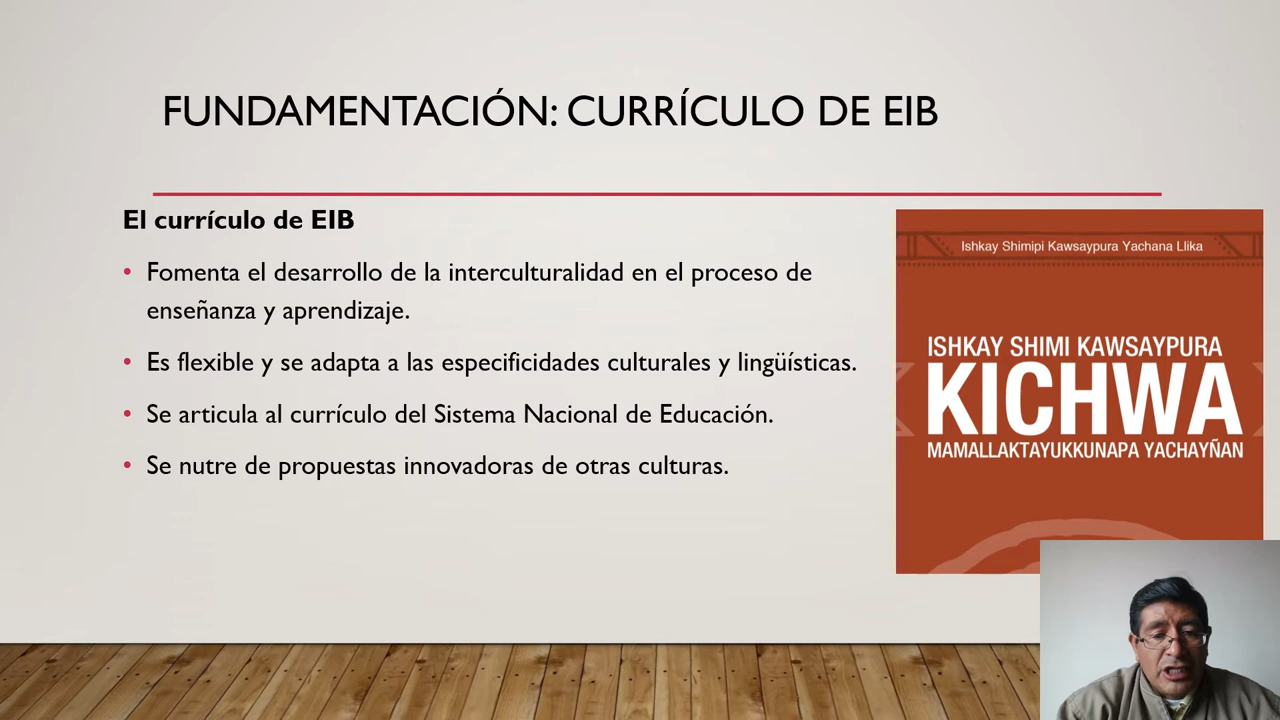 FUNDAMENTACIÓN: CURRÍCULO DE EIB
El currículo de EIB
• Fomenta el desarrollo de la interculturalidad en el proceso de
enseñanza y aprendizaje.
• Es flexible y se adapta a las especificidades culturales y lingüísticas.
• Se articula al currículo del Sistema Nacional de Educación.
• Se nutre de propuestas innovadoras de otras culturas.
Ishkay Shimipi Kawsaypura Yachana Llika
ISHKAY SHIMI KAWSAYPURA
KICHWA
MAMALLAKTAYUKKUNAPA YACHAYÑAN